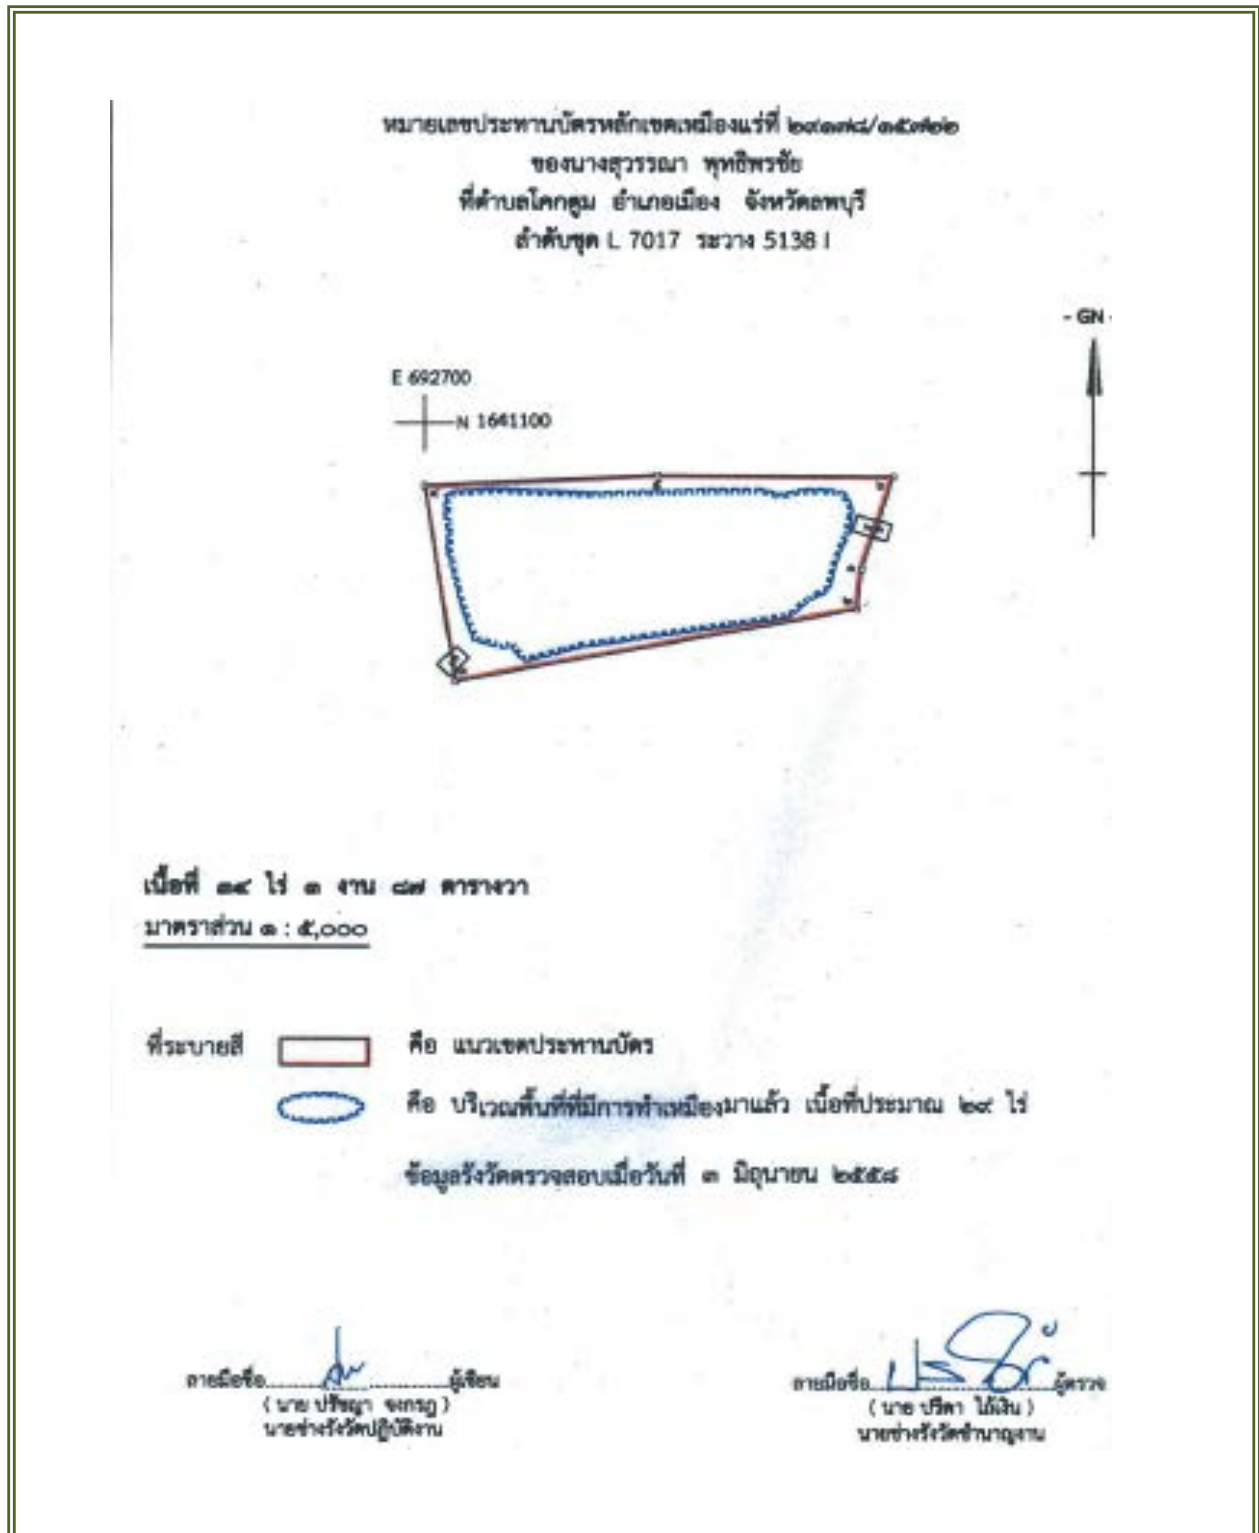 หมายเลขประทานบัตรหลักเขตเหมืองแร่ที่ ๒๙๑๗๘/๑๕๗๒๒
ของนางสุวรรณา พุทธิพรชัย
ที่ตำบลโคกตูม อำเภอเมือง จังหวัดลพบุรี
ลำดับชุด L 7017 ระวาง 5138 I
- GN -
E 692700
N 1641100
เนื้อที่ ๓๔ ไร่ ๓ งาน ๘๗ ตารางวา
มาตราส่วน ๑ : ๕,๐๐๐
ที่ระบายสี คือ แนวเขตประทานบัตร
คือ บริเวณพื้นที่ที่มีการทำเหมืองมาแล้ว เนื้อที่ประมาณ ๒๙ ไร่
ข้อมูลรังวัดตรวจสอบเมื่อวันที่ ๓ มิถุนายน ๒๕๕๘
ลายมือชื่อ ผู้เขียน
( นาย ปรัชญา )
นายช่างรังวัดปฏิบัติงาน
ลายมือชื่อ ผู้ตรวจ
( นาย ปรีดา )
นายช่างรังวัดชำนาญงาน